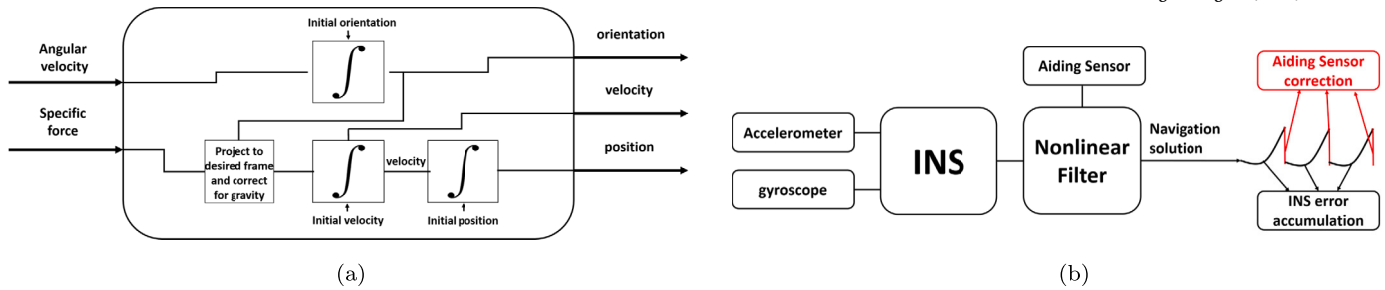 Initial orientation
Angular
velocity
orientation
velocity
Specific
force
Project to
desired frame
and correct
for gravity
velocity
position
Initial velocity
Initial position
(a)
Aiding Sensor
Aiding Sensor
correction
Accelerometer
gyroscope
INS
Nonlinear
Filter
Navigation
solution
INS error
accumulation
(b)